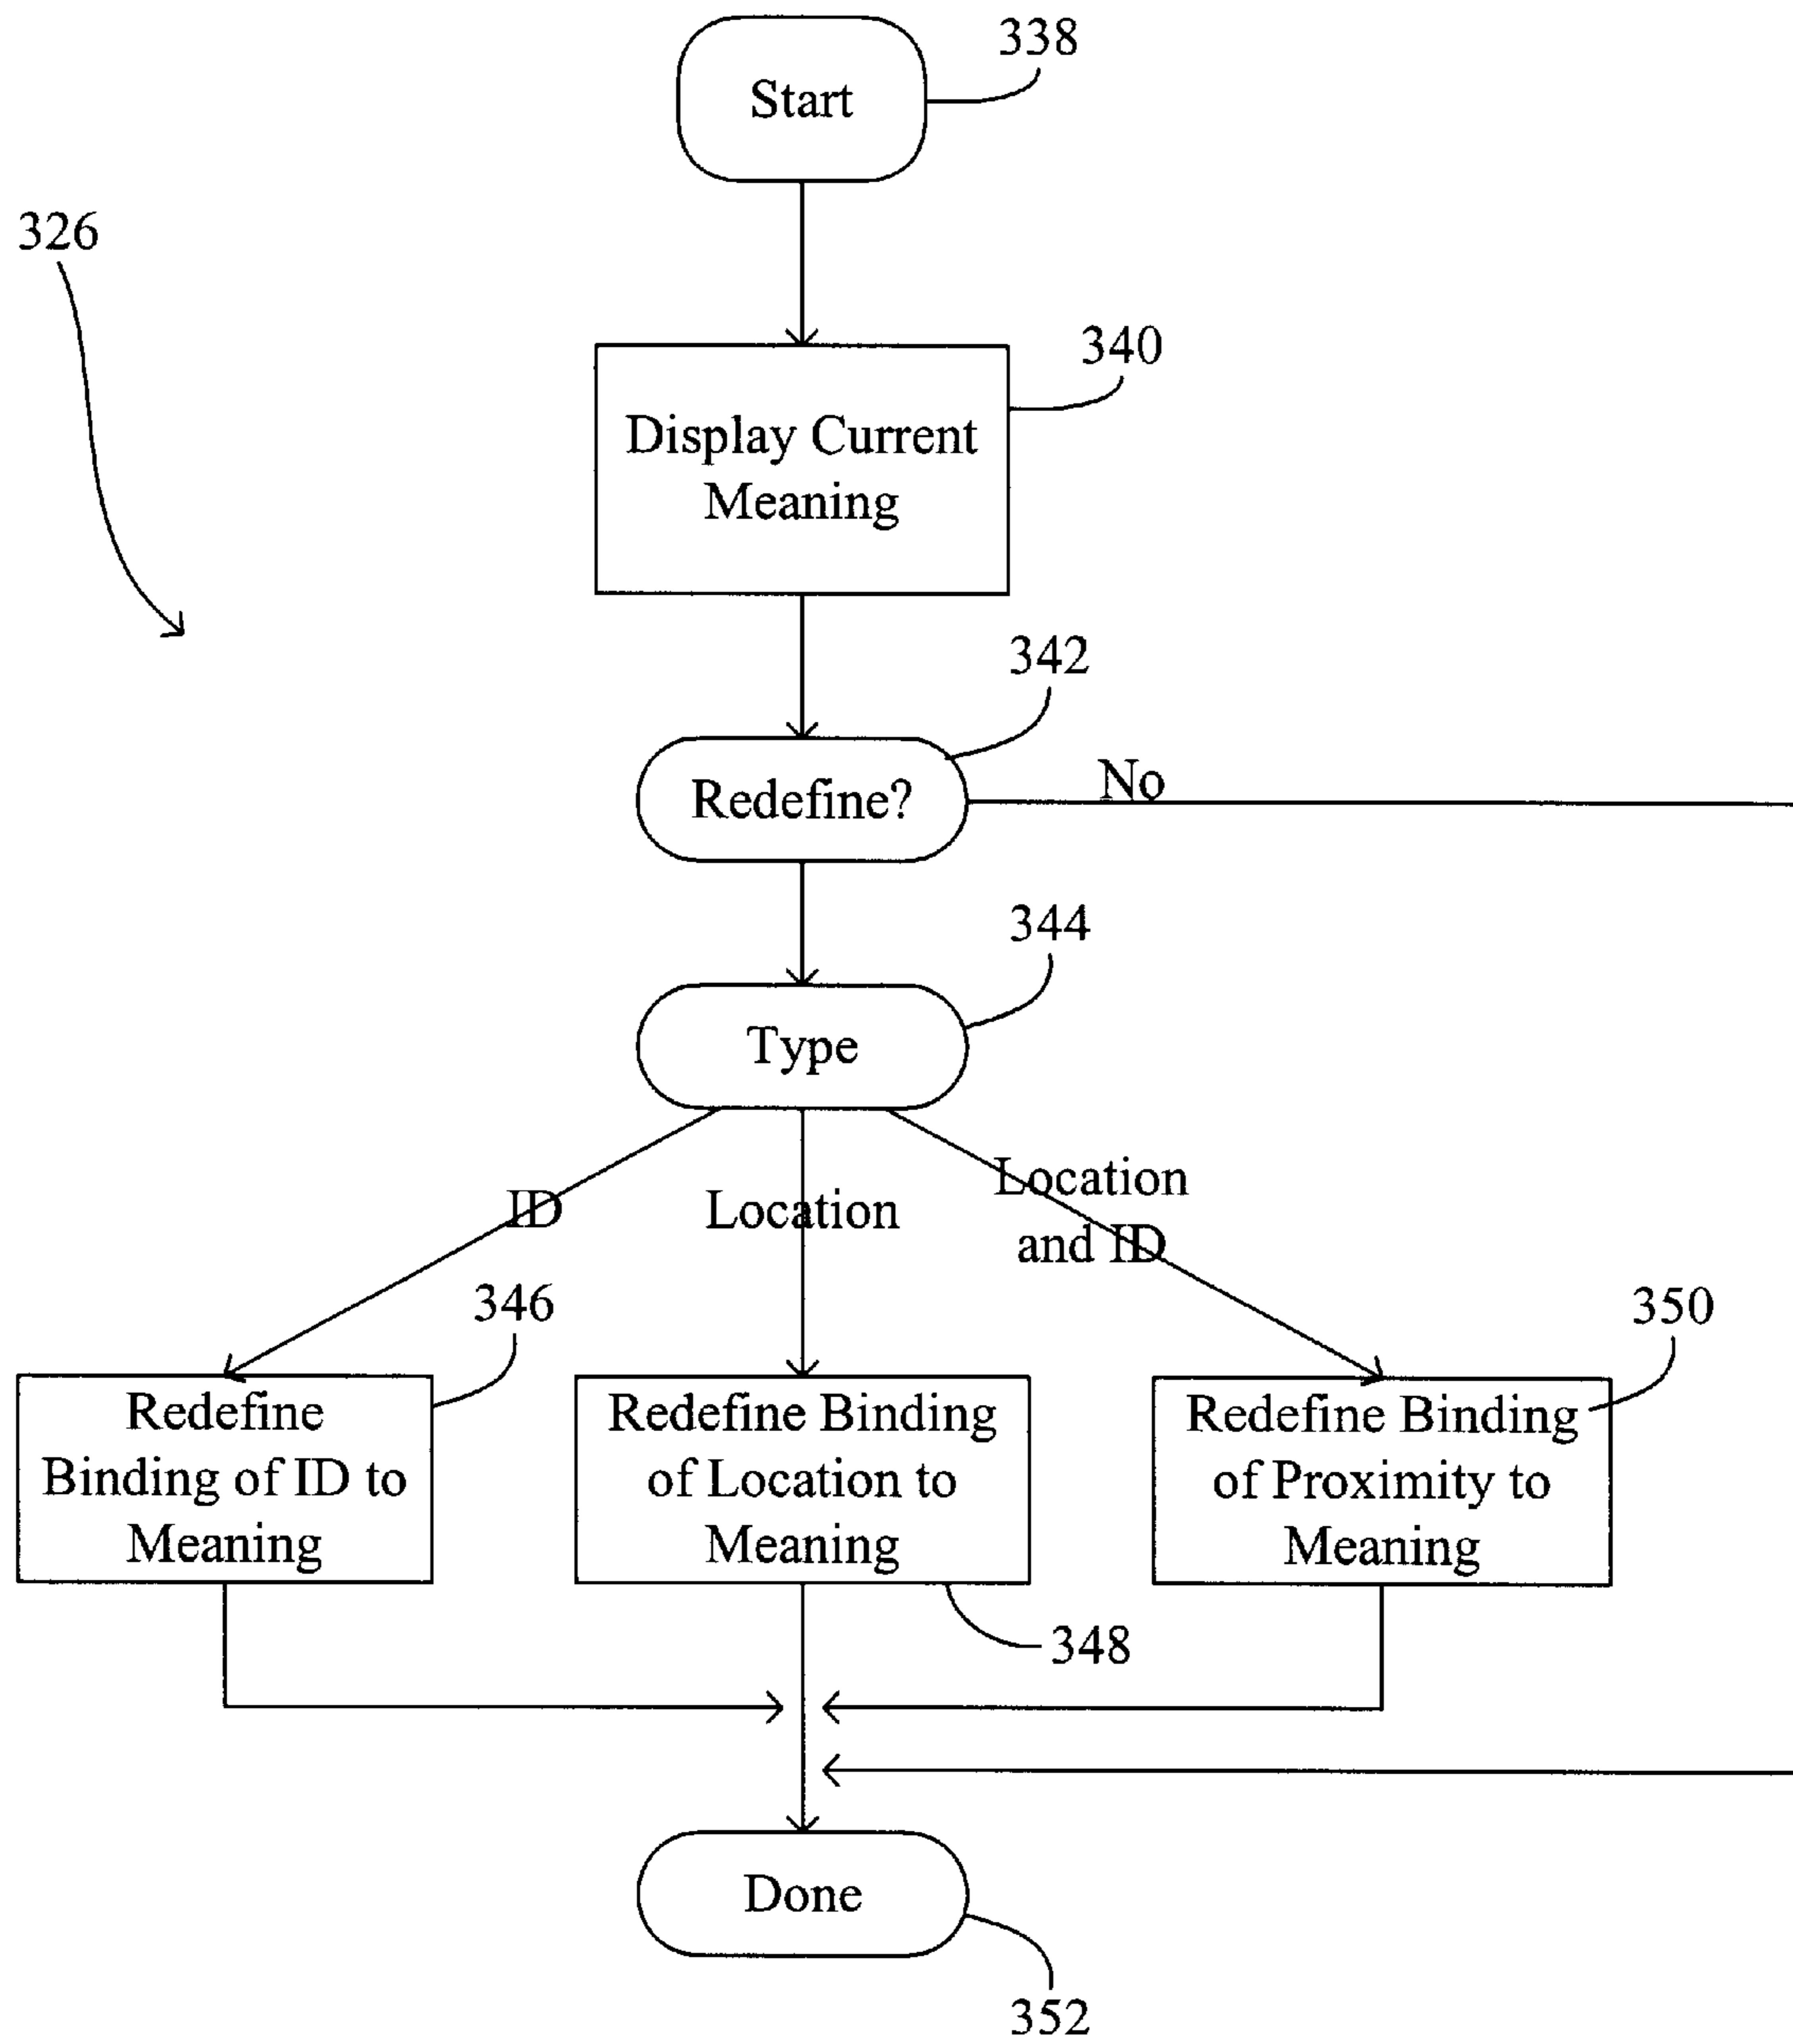 338
Start
326
340
Display Current
Meaning
342
Redefine?
No
344
Type
ID
Location
Location
and ID
346
350
Redefine
Binding of ID to
Meaning
Redefine Binding
of Location to
Meaning
Redefine Binding
of Proximity to
Meaning
348
Done
352